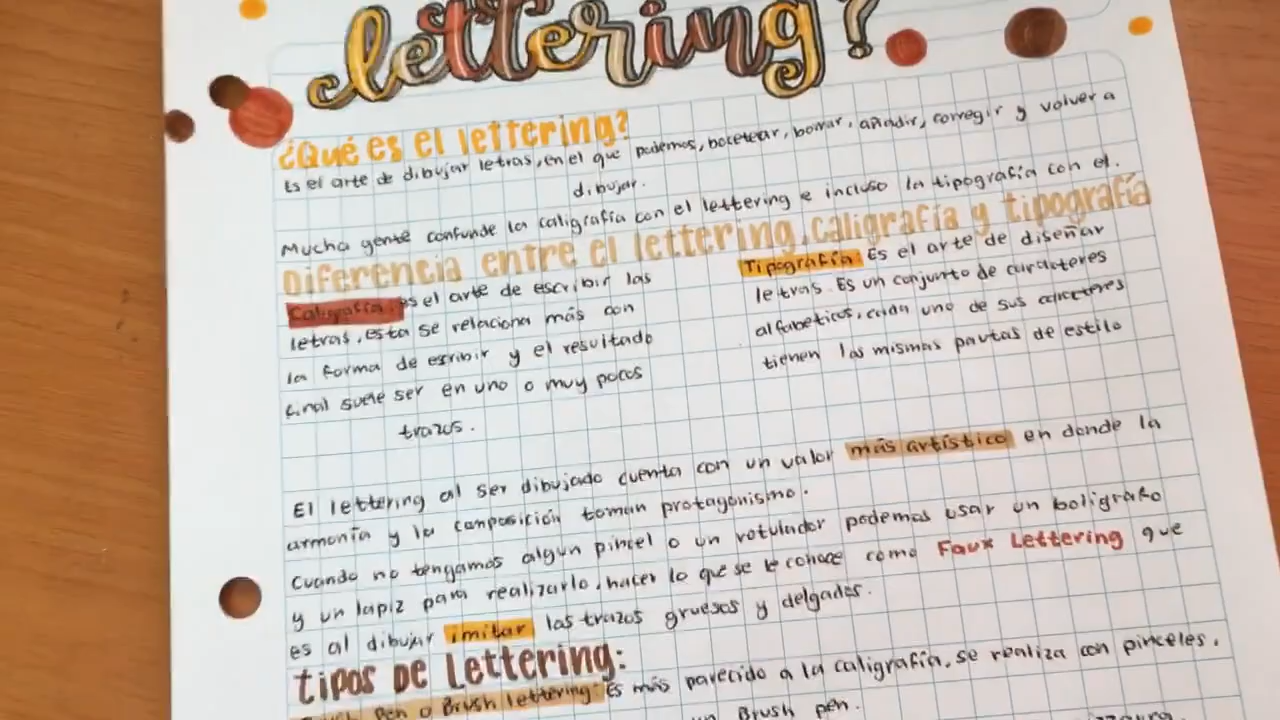 lettering?
¿Qué es el lettering?
Es el arte de dibujar letras, en el que podemos, bocetear, borrar, añadir, corregir y volver a
dibujar.
Mucha gente confunde la caligrafía con el lettering e incluso la tipografía con el.
Diferencia entre el lettering, caligrafía y tipografía
Caligrafía: es el arte de escribir las
letras, esta se relaciona más con
la forma de escribir y el resultado
final suele ser en uno o muy pocos
trazos.
Tipografía: Es el arte de diseñar
letras. Es un conjunto de caracteres
alfabeticos, cada uno de sus caracteres
tienen las mismas pautas de estilo
El lettering al ser dibujado cuenta con un valor más artístico en donde la
armonía y la composición toman protagonismo.
Cuando no tengamos algun pincel o un rotulador podemos usar un boligrafo
y un lapiz para realizarlo, hacer lo que se le conoce como Faux Lettering que
es al dibujar imitar las trazos gruesos y delgados.
tipos De Lettering:
Brush Pen o Brush lettering: Es más parecido a la caligrafía, se realiza con pinceles.
un Brush pen.